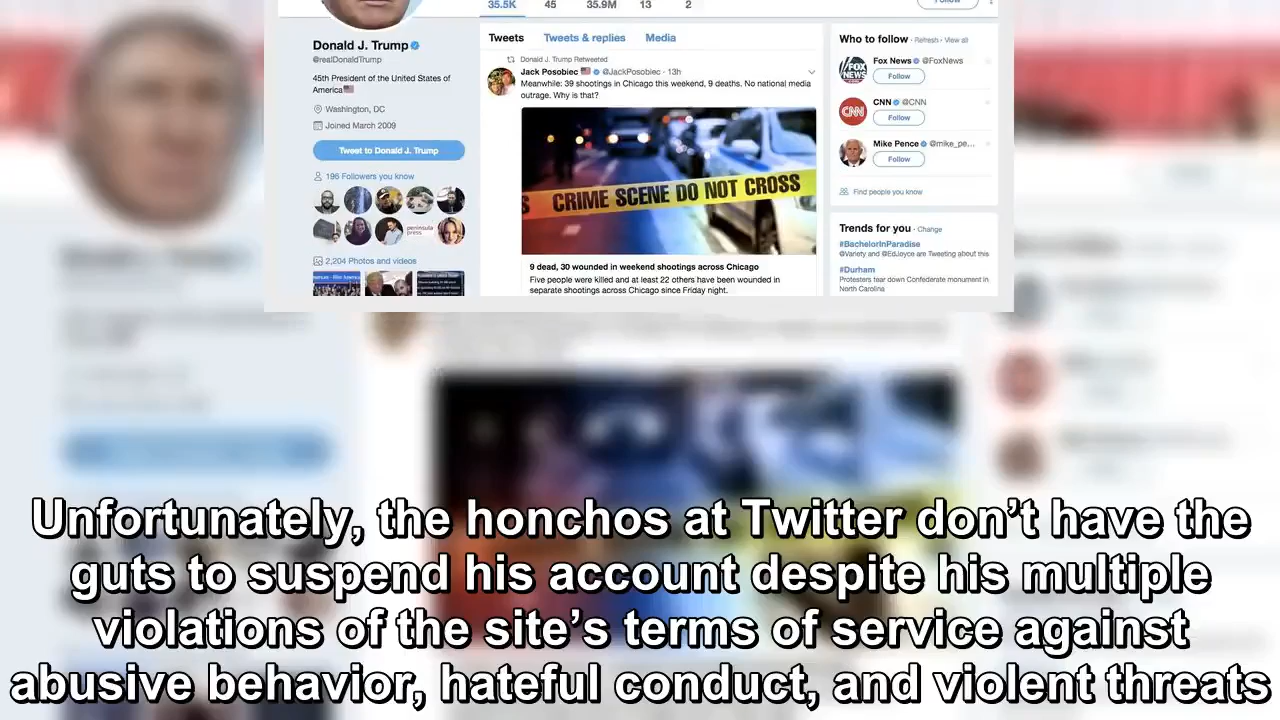 35.5K 45 35.9M 13 2
Donald J. Trump
@realDonaldTrump
45th President of the United States of
America
Washington, DC
Joined March 2009
Tweet to Donald J. Trump
196 Followers you know
peninsula
press
2,204 Photos and videos
Tweets Tweets & replies Media
Donald J. Trump Retweeted
Jack Posobiec @JackPosobiec · 13h
Meanwhile: 39 shootings in Chicago this weekend, 9 deaths. No national media
outrage. Why is that?
S CRIME SCENE DO NOT CROSS
9 dead, 30 wounded in weekend shootings across Chicago
Five people were killed and at least 22 others have been wounded in
separate shootings across Chicago since Friday night.
Follow
Who to follow · Refresh · View all
FOX
NEWS
Fox News @FoxNews
Follow
CNN
CNN @CNN
Follow
Mike Pence @mike_pe...
Follow
Find people you know
Trends for you · Change
#BachelorInParadise
@Variety and @EdJoyce are Tweeting about this
#Durham
Protesters tear down Confederate monument in
North Carolina
Unfortunately, the honchos at Twitter don’t have the
guts to suspend his account despite his multiple
violations of the site’s terms of service against
abusive behavior, hateful conduct, and violent threats